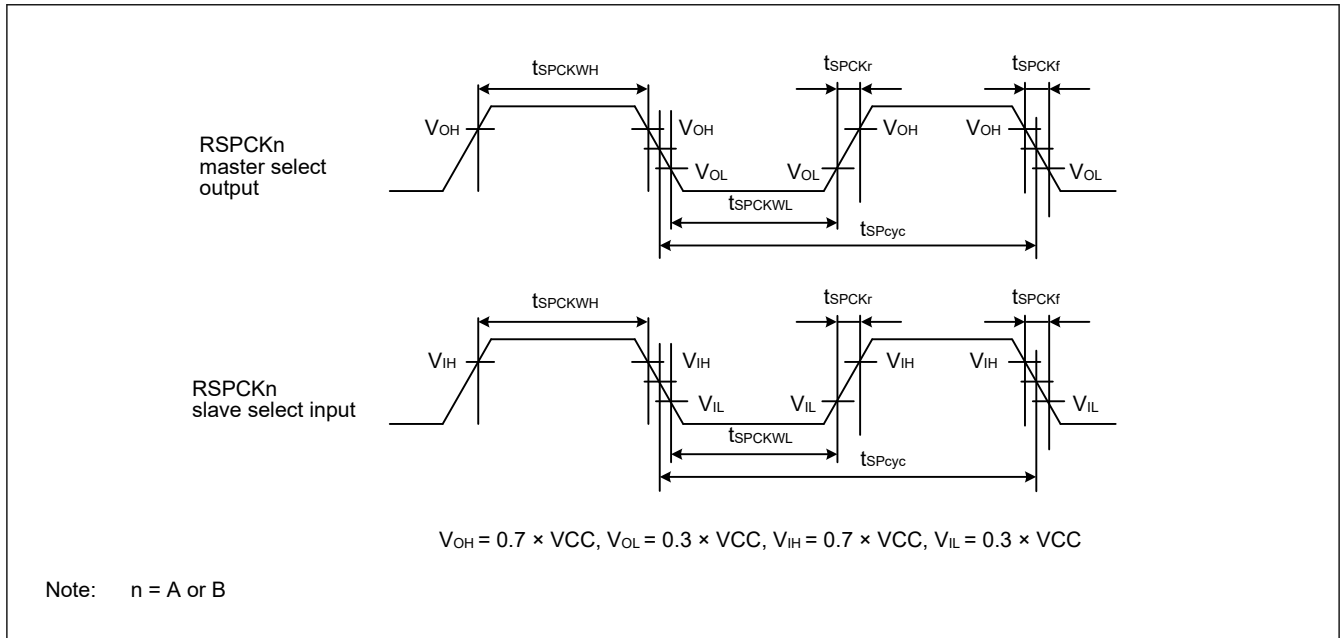 tSPCKWH
tSPCKr
tSPCKf
VOH
VOH
VOH
VOH
RSPCKn
master select
output
VOL
VOL
VOL
tSPCKWL
tSPcyc
tSPCKWH
tSPCKr
tSPCKf
VIH
VIH
VIH
VIH
RSPCKn
slave select input
VIL
VIL
VIL
tSPCKWL
tSPcyc
VOH = 0.7 × VCC, VOL = 0.3 × VCC, VIH = 0.7 × VCC, VIL = 0.3 × VCC
Note: n = A or B